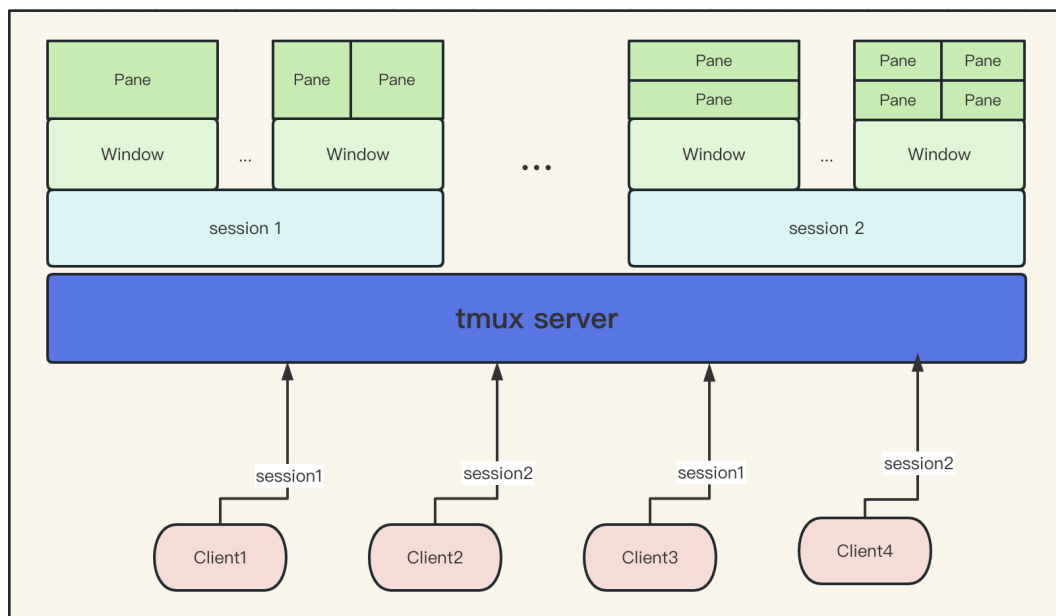 Pane
Pane Pane
Pane
Pane
Pane Pane
Pane Pane
Window ... Window ... Window ... Window
session 1 session 2
tmux server
session1 session2 session1 session2
Client1 Client2 Client3 Client4